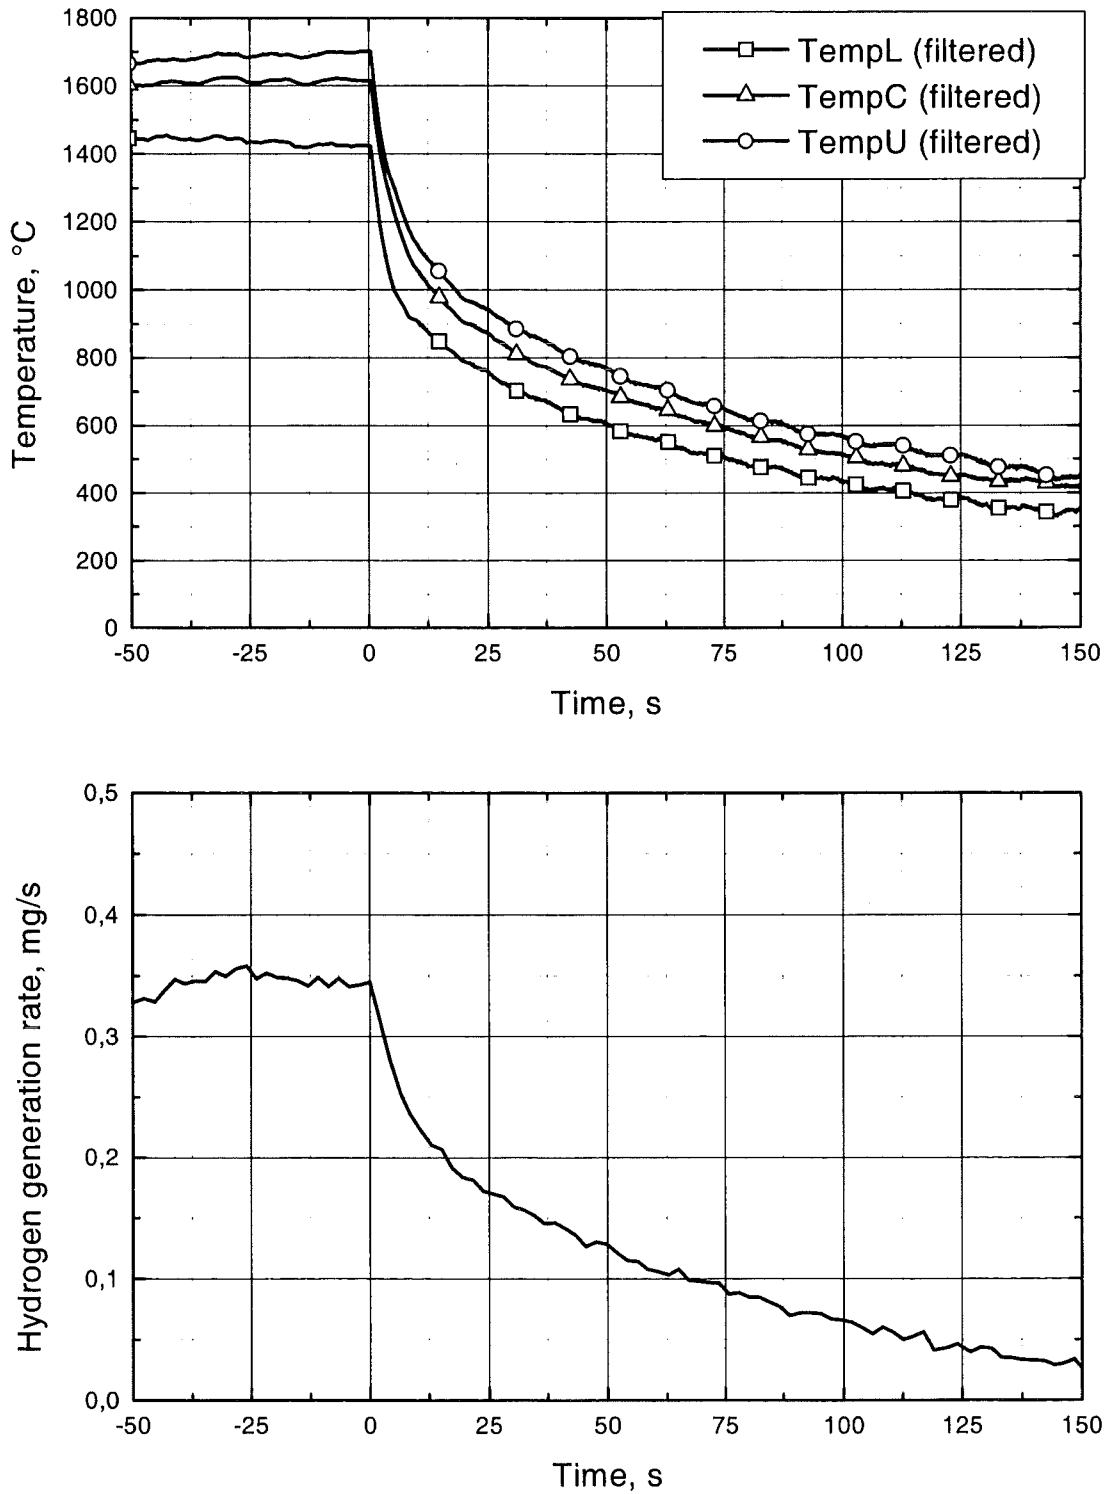 1800
1600
1400
1200
1000
800
600
400
200
0
Temperature, °C
TempL (filtered)
TempC (filtered)
TempU (filtered)
-50 -25 0 25 50 75 100 125 150
Time, s
0,5
0,4
0,3
0,2
0,1
0,0
Hydrogen generation rate, mg/s
-50 -25 0 25 50 75 100 125 150
Time, s